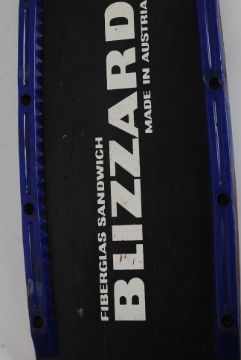 FIBERGLAS SANDWICH
BLIZZARD
MADE IN AUSTRIA